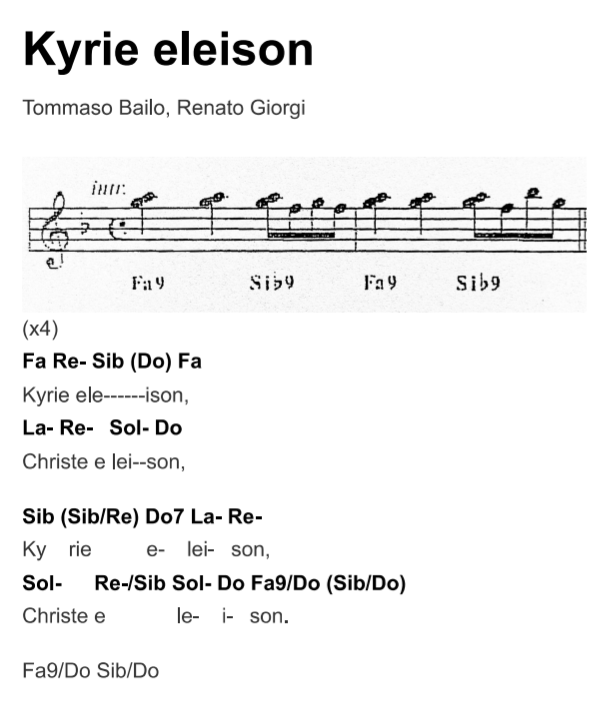 Kyrie eleison
Tommaso Bailo, Renato Giorgi
intr.
Fa9 Sib9 Fa9 Sib9
(x4)
Fa Re- Sib (Do) Fa
Kyrie ele------ison,
La- Re- Sol- Do
Christe e lei--son,
Sib (Sib/Re) Do7 La- Re-
Ky rie e- lei- son,
Sol- Re-/Sib Sol- Do Fa9/Do (Sib/Do)
Christe e le- i- son.
Fa9/Do Sib/Do